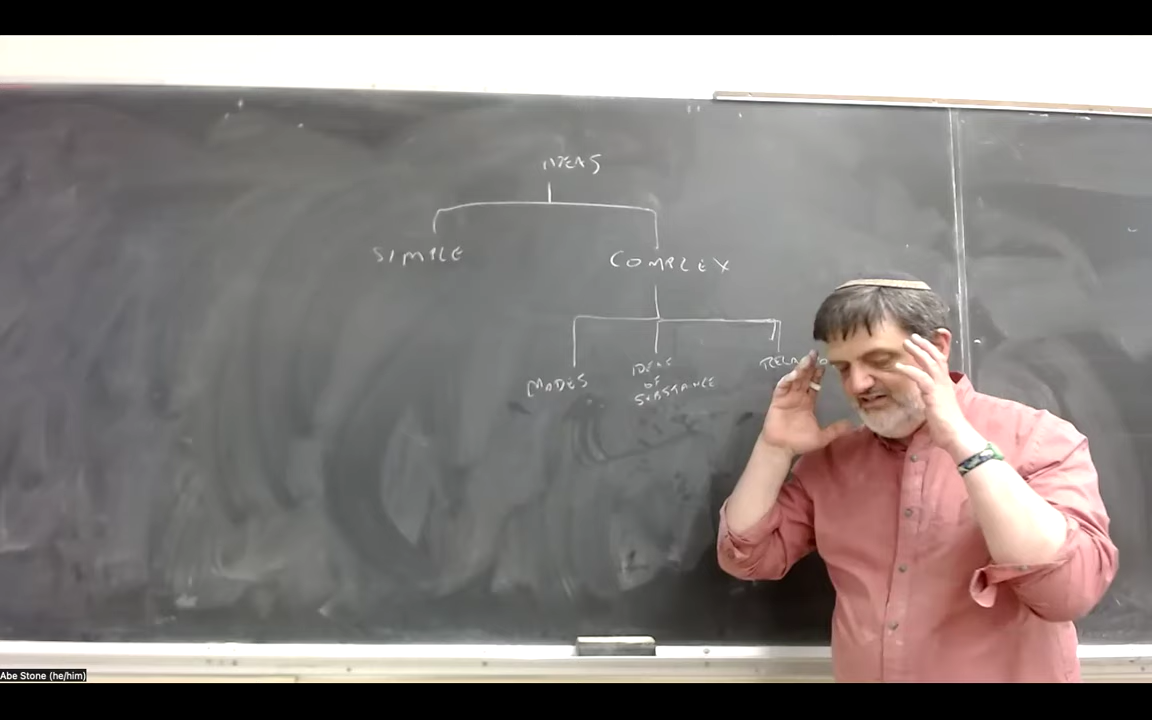 IDEAS
SIMPLE
COMPLEX
MODES
IDEAS
OF
SUBSTANCE
Abe Stone (he/him)